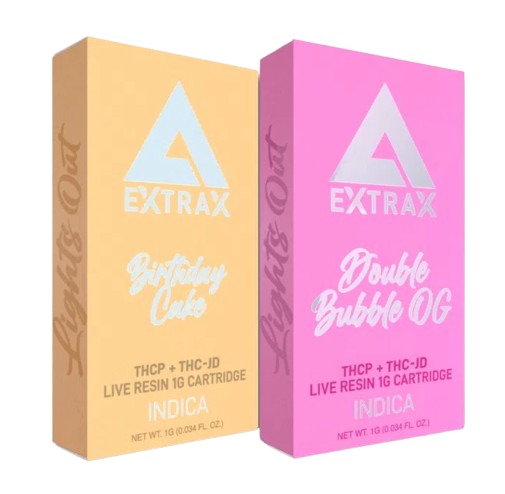 Lights Out
EXTRAX
Birthday
Cake
THCP + THC-JD
LIVE RESIN 1G CARTRIDGE
INDICA
NET WT. 1G (0.034 FL. OZ.)
Lights Out
EXTRAX
Double
Bubble OG
THCP + THC-JD
LIVE RESIN 1G CARTRIDGE
INDICA
NET WT. 1G (0.034 FL. OZ.)